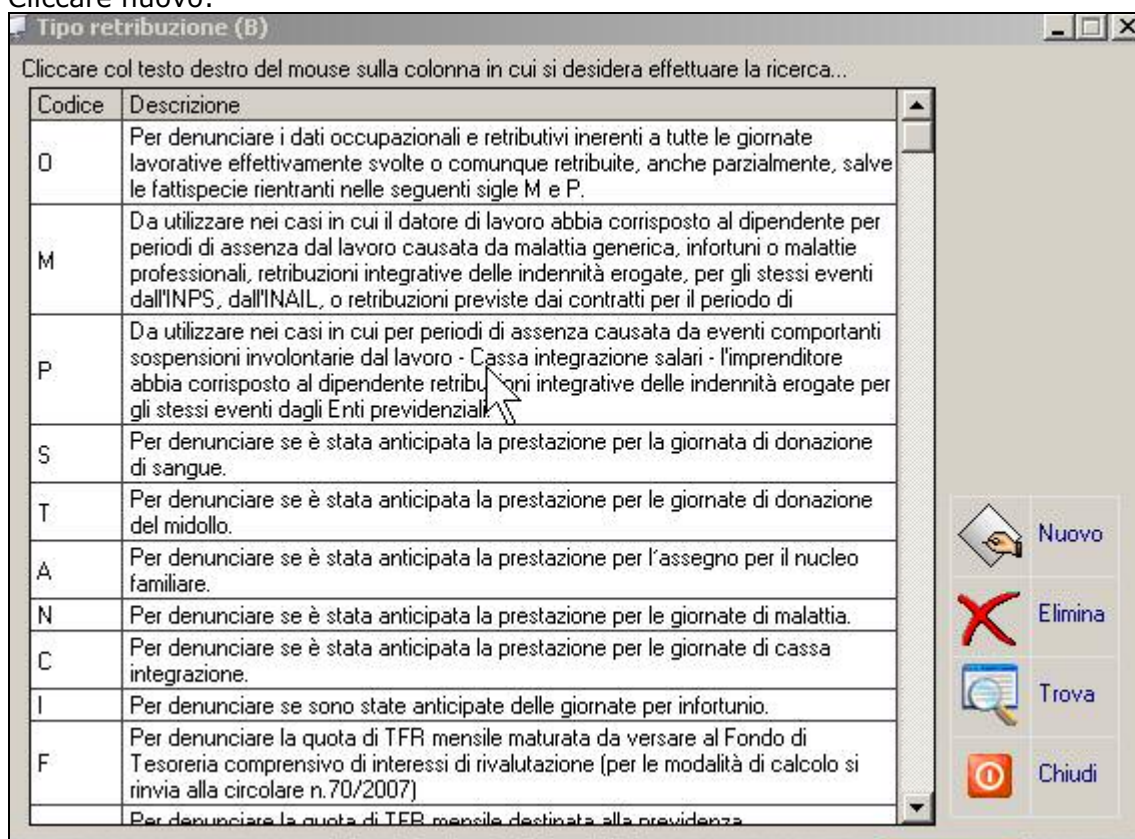 Cliccare nuovo.
Tipo retribuzione (B)
Cliccare col testo destro del mouse sulla colonna in cui si desidera effettuare la ricerca...
Codice Descrizione
O Per denunciare i dati occupazionali e retributivi inerenti a tutte le giornate
lavorative effettivamente svolte o comunque retribuite, anche parzialmente, salve
le fattispecie rientranti nelle seguenti sigle M e P.
M Da utilizzare nei casi in cui il datore di lavoro abbia corrisposto al dipendente per
periodi di assenza dal lavoro causata da malattia generica, infortuni o malattie
professionali, retribuzioni integrative delle indennità erogate, per gli stessi eventi
dall'INPS, dall'INAIL, o retribuzioni previste dai contratti per il periodo di
P Da utilizzare nei casi in cui per periodi di assenza causata da eventi comportanti
sospensioni involontarie dal lavoro - Cassa integrazione salari - l'imprenditore
abbia corrisposto al dipendente retribuzioni integrative delle indennità erogate per
gli stessi eventi dagli Enti previdenziali.
S Per denunciare se è stata anticipata la prestazione per la giornata di donazione
di sangue.
T Per denunciare se è stata anticipata la prestazione per le giornate di donazione
del midollo.
A Per denunciare se è stata anticipata la prestazione per l´assegno per il nucleo
familiare.
N Per denunciare se è stata anticipata la prestazione per le giornate di malattia.
C Per denunciare se è stata anticipata la prestazione per le giornate di cassa
integrazione.
I Per denunciare se sono state anticipate delle giornate per infortunio.
F Per denunciare la quota di TFR mensile maturata da versare al Fondo di
Tesoreria comprensivo di interessi di rivalutazione (per le modalità di calcolo si
rinvia alla circolare n.70/2007)
Per denunciare la quota di TFR mensile destinata alla previdenza
Nuovo
Elimina
Trova
Chiudi